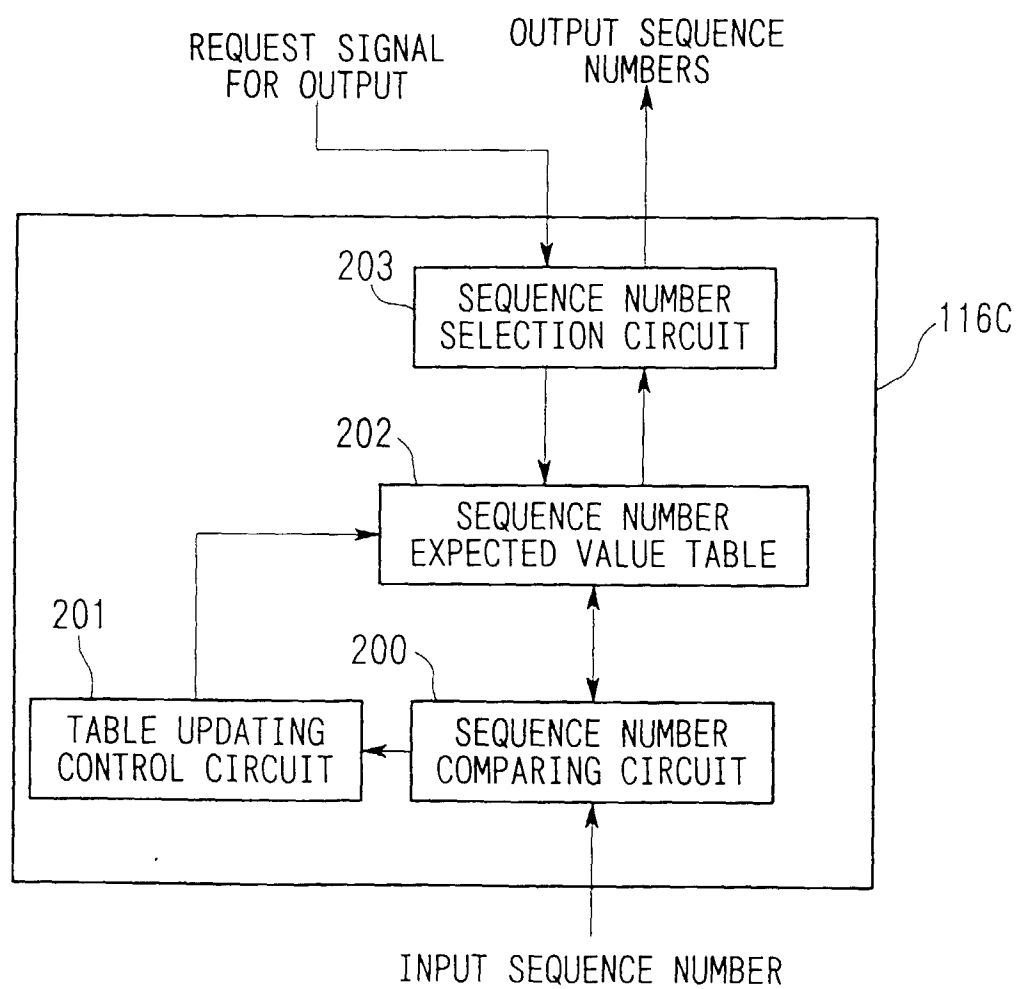 REQUEST SIGNAL
FOR OUTPUT
OUTPUT SEQUENCE
NUMBERS
203
SEQUENCE NUMBER
SELECTION CIRCUIT
116C
202
SEQUENCE NUMBER
EXPECTED VALUE TABLE
201
200
TABLE UPDATING
CONTROL CIRCUIT
SEQUENCE NUMBER
COMPARING CIRCUIT
INPUT SEQUENCE NUMBER